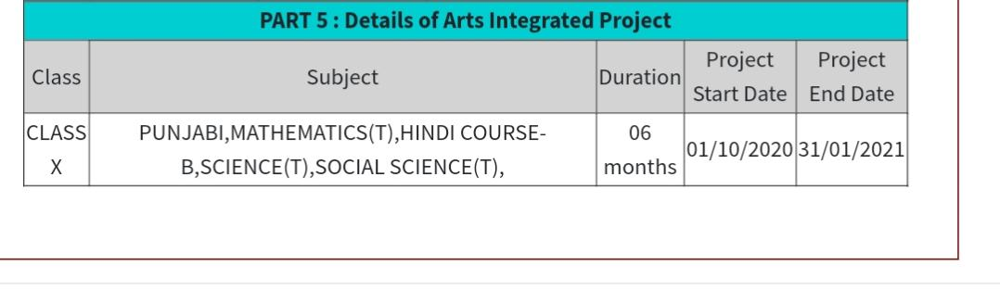 PART 5 : Details of Arts Integrated Project
Class
Subject
Duration
Project
Start Date
Project
End Date
CLASS
X
PUNJABI,MATHEMATICS(T),HINDI COURSE-
B,SCIENCE(T),SOCIAL SCIENCE(T),
06
months
01/10/2020
31/01/2021